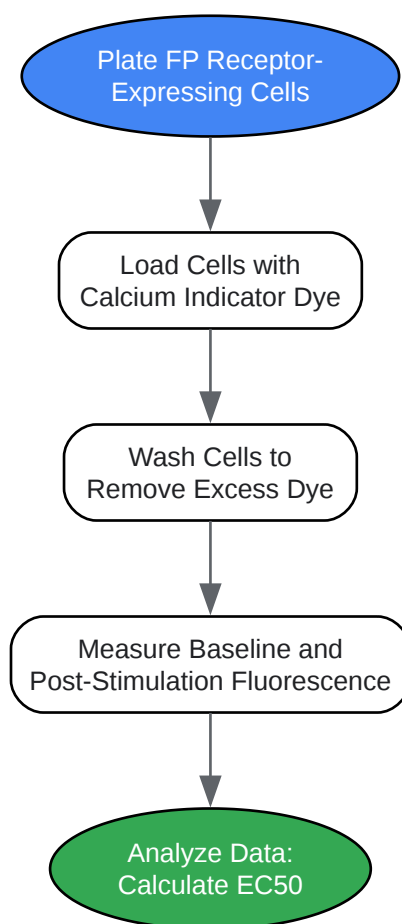 Plate FP Receptor-
Expressing Cells
Load Cells with
Calcium Indicator Dye
Wash Cells to
Remove Excess Dye
Measure Baseline and
Post-Stimulation Fluorescence
Analyze Data:
Calculate EC50